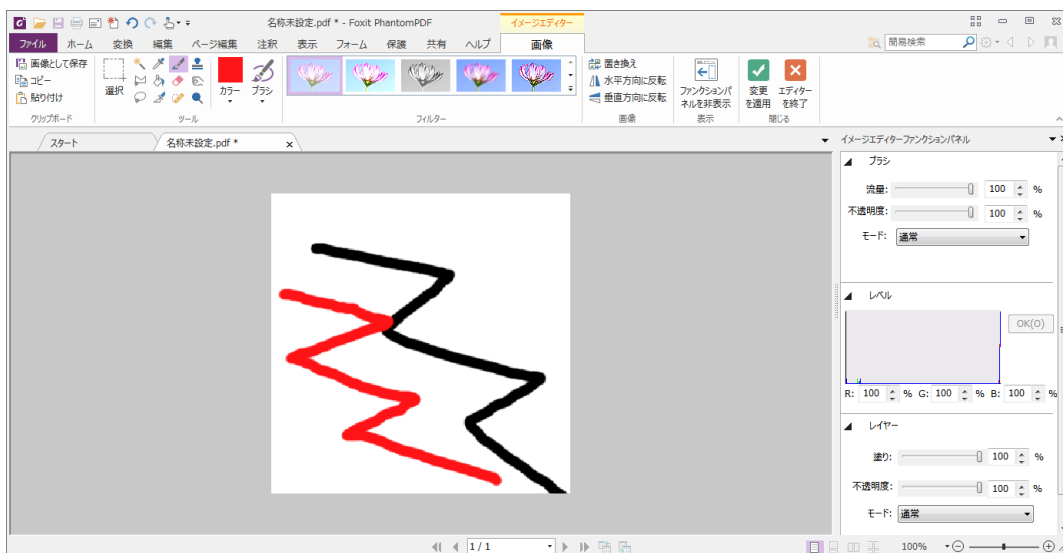 名称未設定.pdf * - Foxit PhantomPDF
イメージエディター
ファイル ホーム 変換 編集 ページ編集 注釈 表示 フォーム 保護 共有 ヘルプ 画像
簡易検索
画像として保存
コピー
貼り付け
クリップボード
選択
ツール
カラー
ブラシ
フィルター
置き換え
水平方向に反転
垂直方向に反転
画像
ファンクションパネルを非表示
表示
変更を適用
エディターを終了
閉じる
スタート
名称未設定.pdf *
イメージエディターファンクションパネル
ブラシ
流量: 100 %
不透明度: 100 %
モード: 通常
レベル
OK(O)
R: 100 % G: 100 % B: 100 %
レイヤー
塗り: 100 %
不透明度: 100 %
モード: 通常
1 / 1
100%